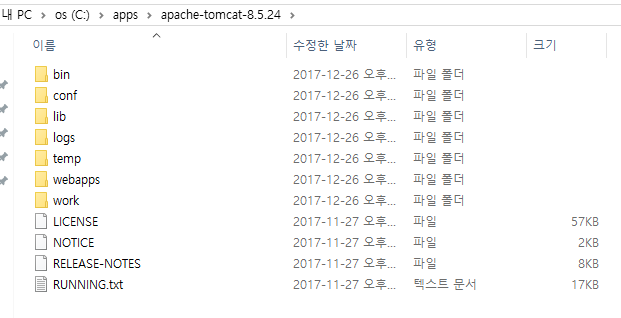 내 PC > os (C:) > apps > apache-tomcat-8.5.24 >
이름 수정한 날짜 유형 크기
bin 2017-12-26 오후... 파일 폴더
conf 2017-12-26 오후... 파일 폴더
lib 2017-12-26 오후... 파일 폴더
logs 2017-12-26 오후... 파일 폴더
temp 2017-12-26 오후... 파일 폴더
webapps 2017-12-26 오후... 파일 폴더
work 2017-12-26 오후... 파일 폴더
LICENSE 2017-11-27 오후... 파일 57KB
NOTICE 2017-11-27 오후... 파일 2KB
RELEASE-NOTES 2017-11-27 오후... 파일 8KB
RUNNING.txt 2017-11-27 오후... 텍스트 문서 17KB